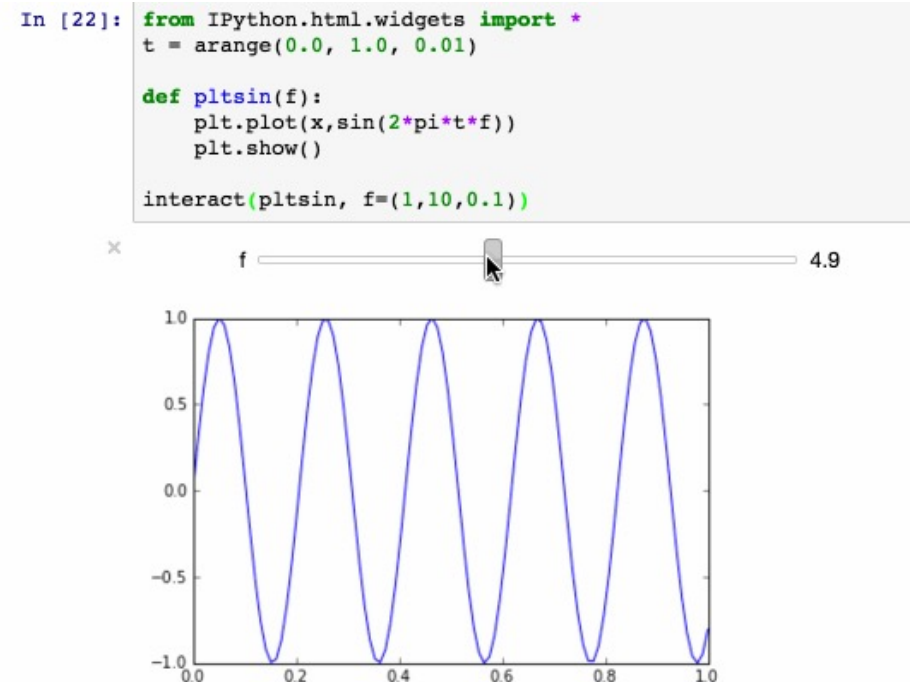 In [22]: from IPython.html.widgets import *
t = arange(0.0, 1.0, 0.01)
def pltsin(f):
    plt.plot(x,sin(2*pi*t*f))
    plt.show()
interact(pltsin, f=(1,10,0.1))
×
f 4.9
1.0
0.5
0.0
−0.5
−1.0
0.0 0.2 0.4 0.6 0.8 1.0